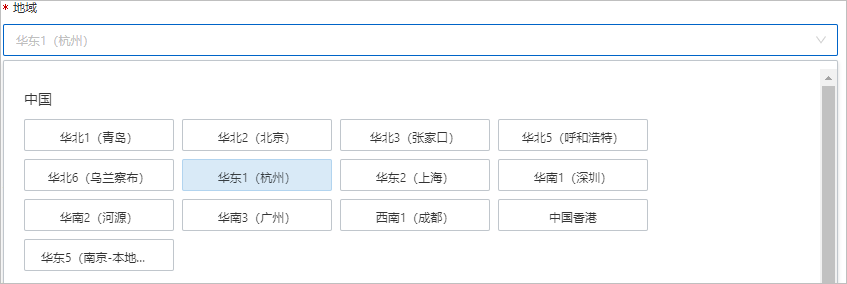 * 地域
华东1（杭州）
中国
华北1（青岛） 华北2（北京） 华北3（张家口） 华北5（呼和浩特）
华北6（乌兰察布） 华东1（杭州） 华东2（上海） 华南1（深圳）
华南2（河源） 华南3（广州） 西南1（成都） 中国香港
华东5（南京-本地...